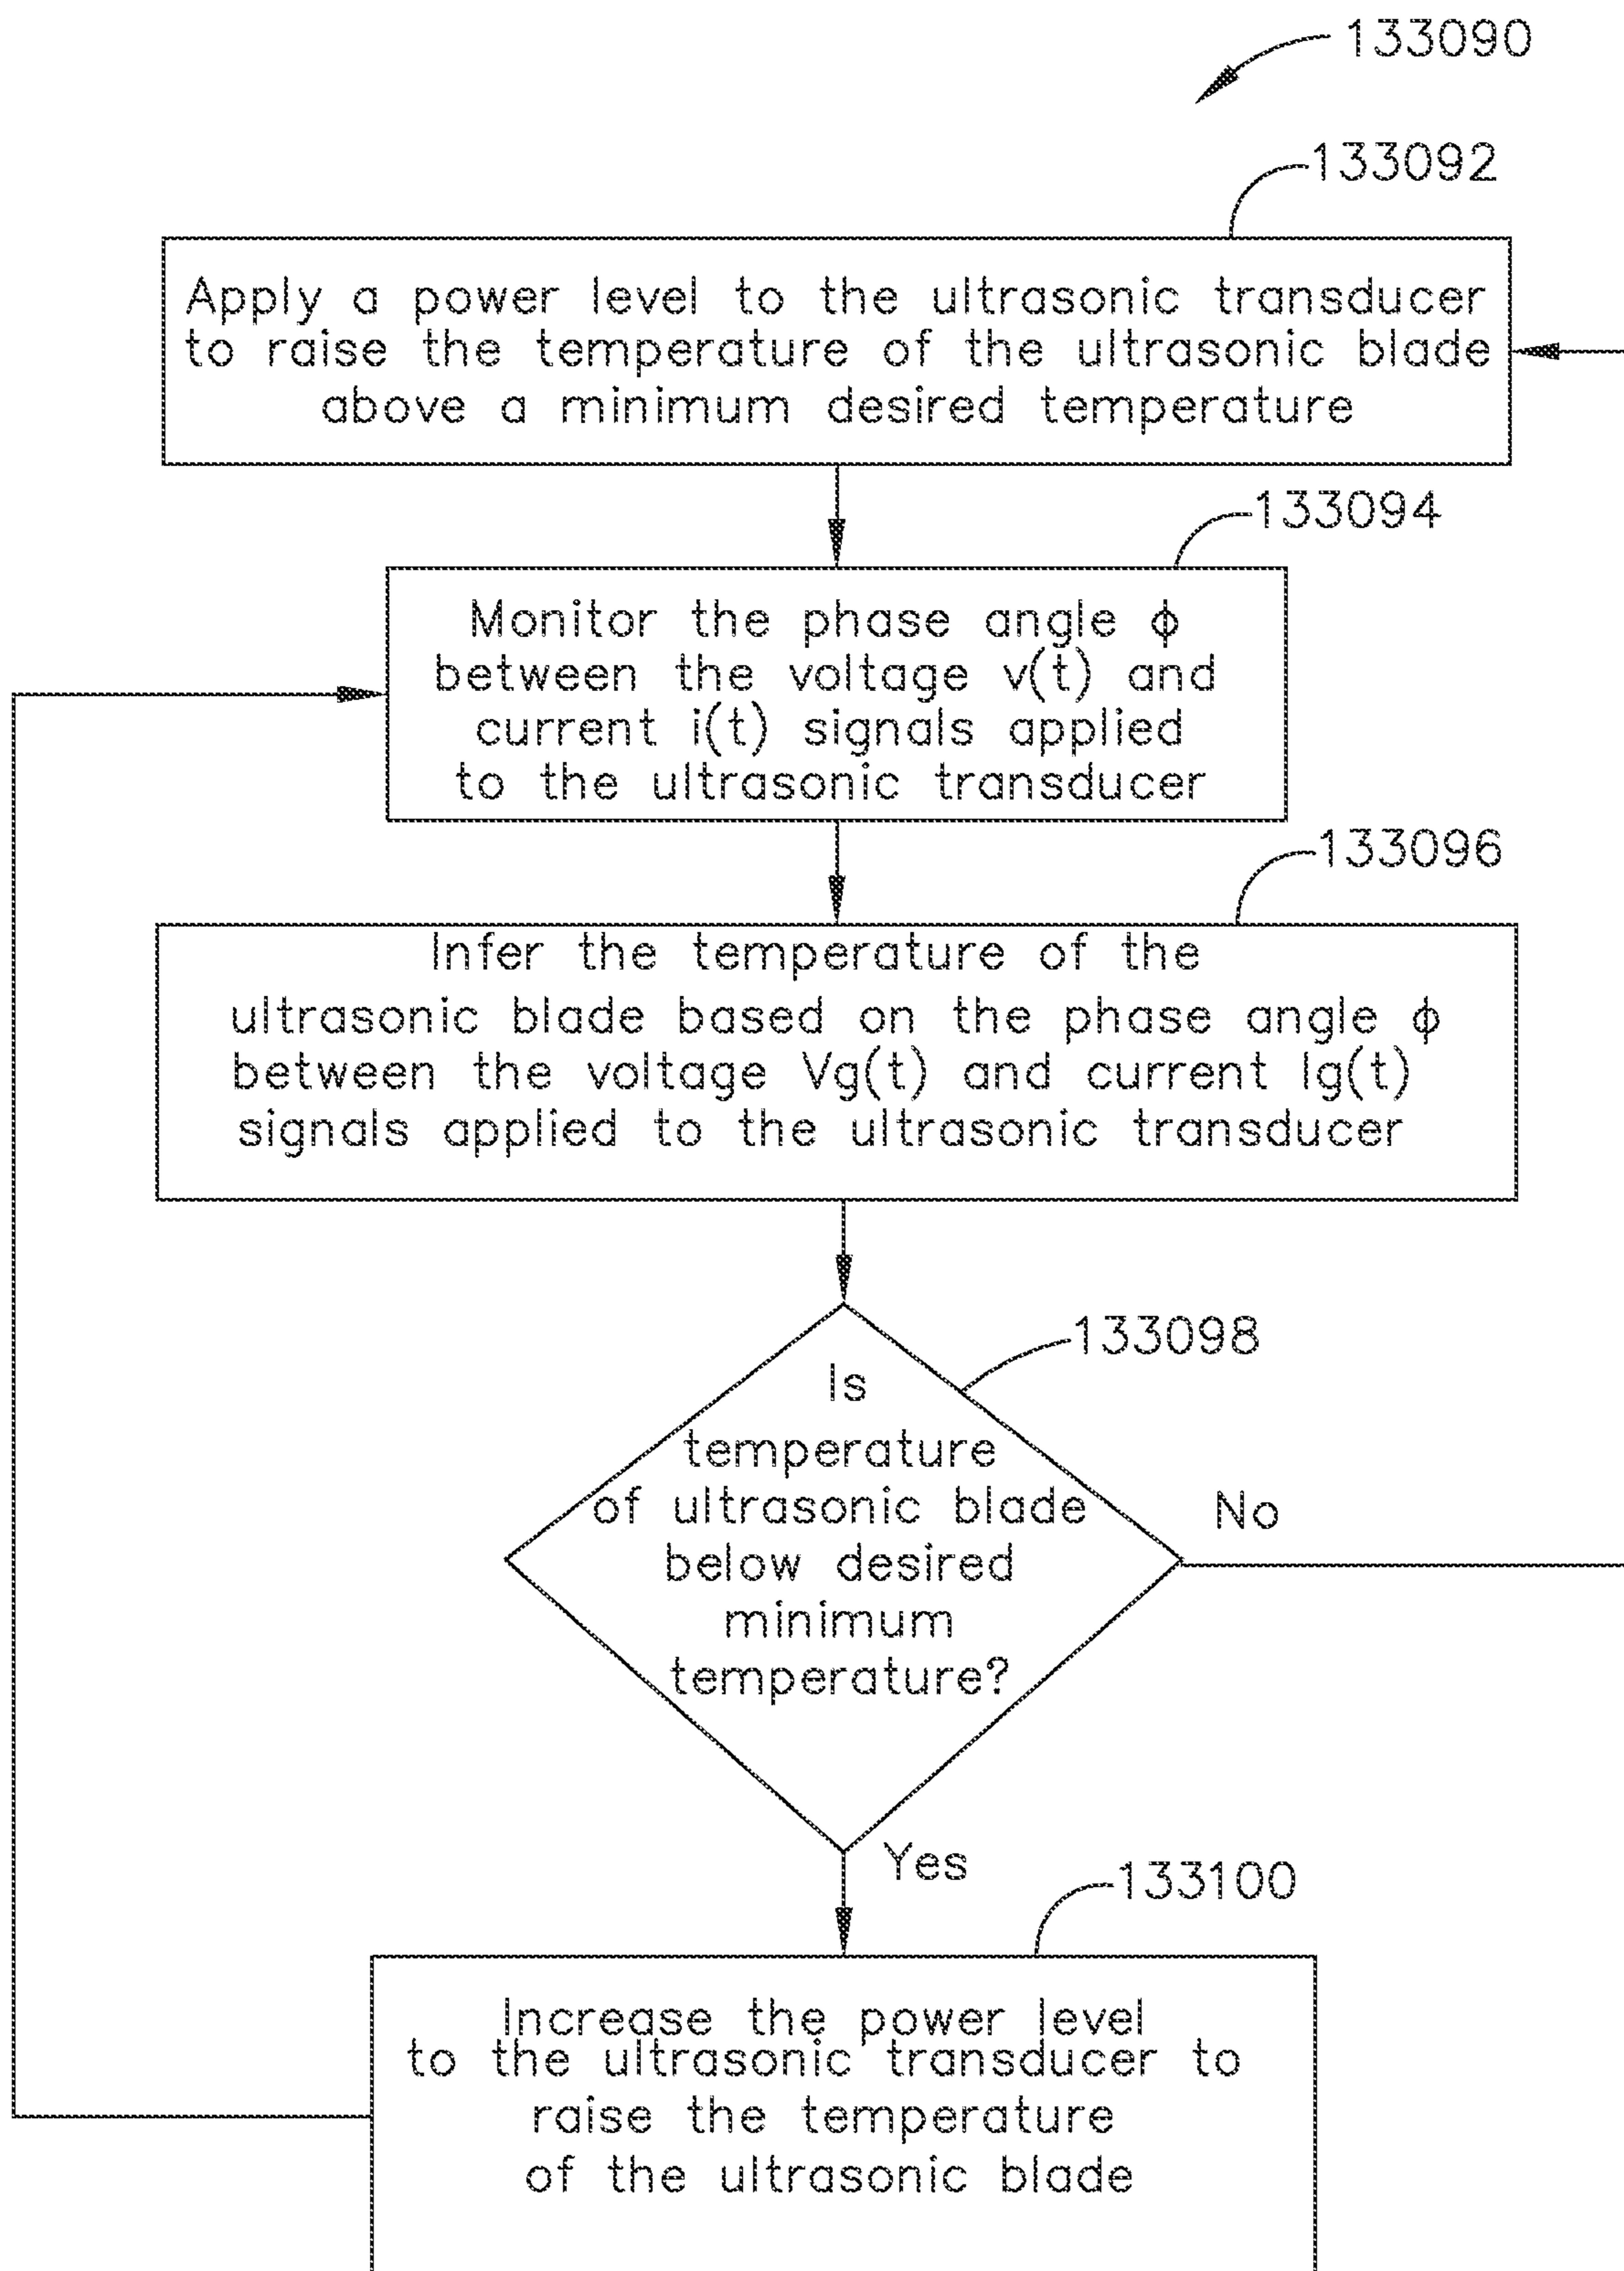 133090
133092
Apply a power level to the ultrasonic transducer
to raise the temperature of the ultrasonic blade
above a minimum desired temperature
133094
Monitor the phase angle ϕ
between the voltage v(t) and
current i(t) signals applied
to the ultrasonic transducer
133096
Infer the temperature of the
ultrasonic blade based on the phase angle ϕ
between the voltage Vg(t) and current Ig(t)
signals applied to the ultrasonic transducer
133098
Is
temperature
of ultrasonic blade
below desired
minimum
temperature?
No
Yes
133100
Increase the power level
to the ultrasonic transducer to
raise the temperature
of the ultrasonic blade